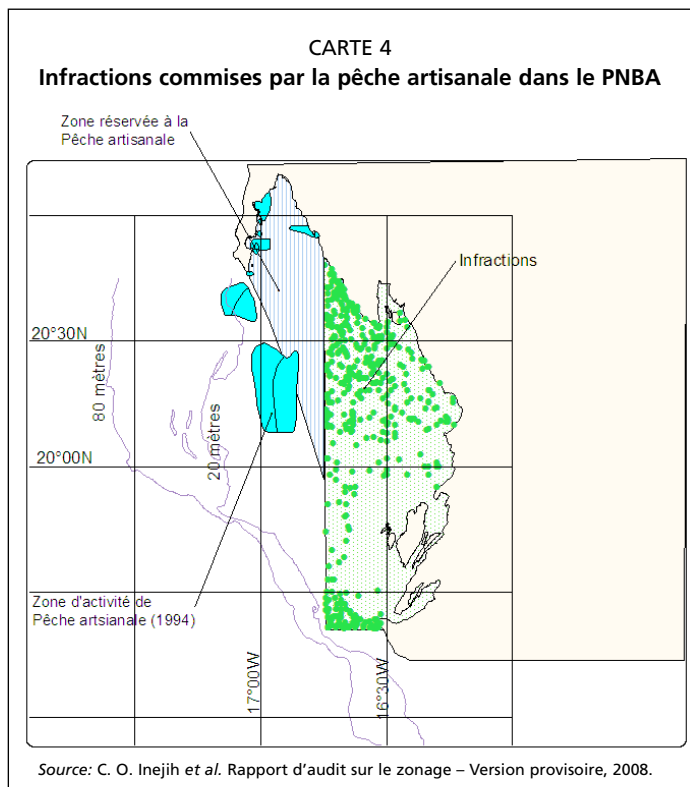 CARTE 4
Infractions commises par la pêche artisanale dans le PNBA
Zone réservée à la
Pêche artisanale
Infractions
20°30N
80 mètres
20 mètres
20°00N
Zone d'activité de
Pêche artsianale (1994)
17°00W
16°30W
Source: C. O. Inejih et al. Rapport d'audit sur le zonage – Version provisoire, 2008.